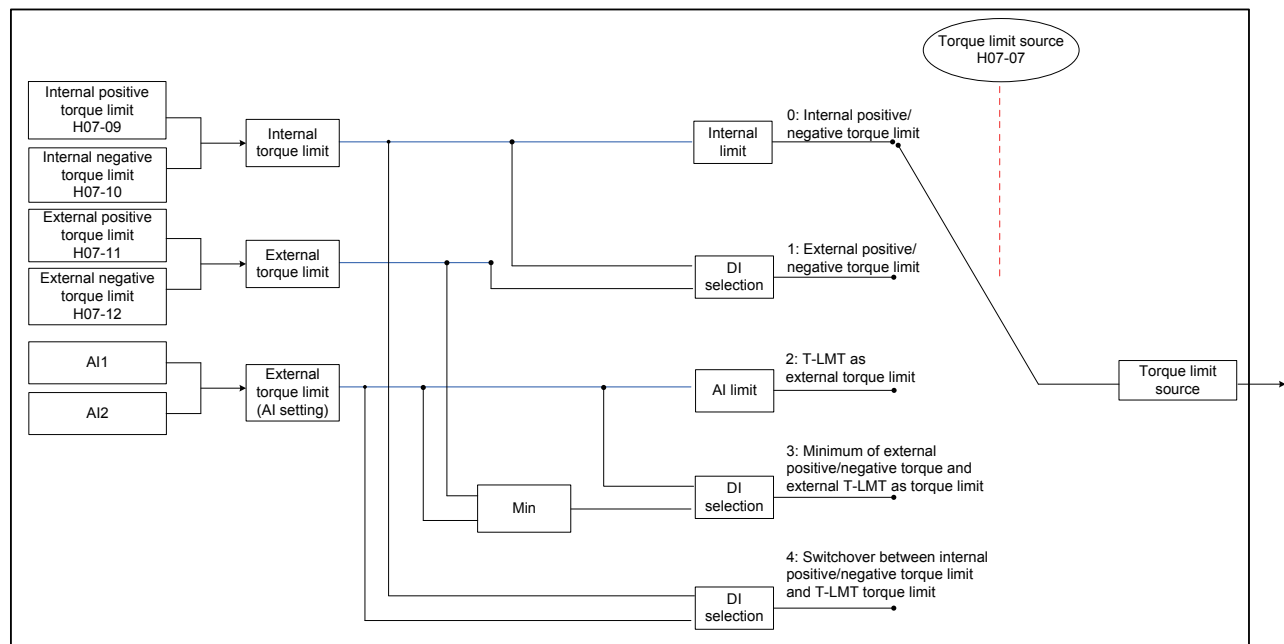 Torque limit source
H07-07
Internal positive
torque limit
H07-09
Internal negative
torque limit
H07-10
External positive
torque limit
H07-11
External negative
torque limit
H07-12
AI1
AI2
Internal
torque limit
External
torque limit
External
torque limit
(AI setting)
Min
Internal
limit
DI
selection
AI limit
DI
selection
DI
selection
0: Internal positive/
negative torque limit
1: External positive/
negative torque limit
2: T-LMT as
external torque limit
3: Minimum of external
positive/negative torque and
external T-LMT as torque limit
4: Switchover between internal
positive/negative torque limit
and T-LMT torque limit
Torque limit
source